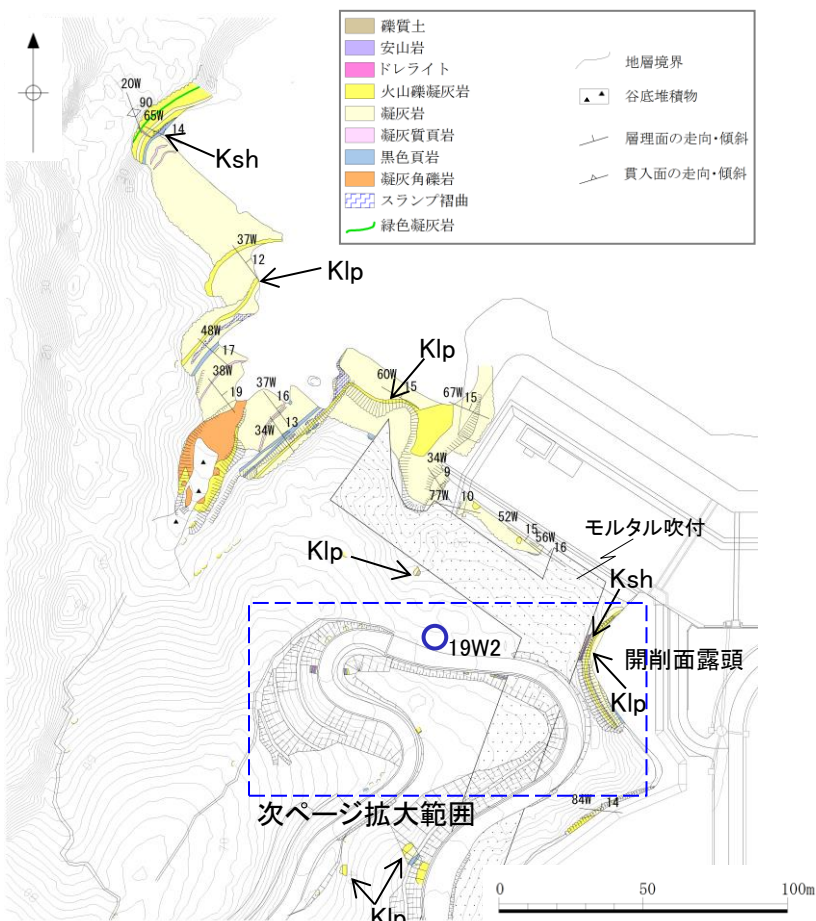 礫質土
安山岩
ドレライト
火山礫凝灰岩
凝灰岩
凝灰質頁岩
黒色頁岩
凝灰角礫岩
スランプ褶曲
緑色凝灰岩
地層境界
谷底堆積物
層理面の走向・傾斜
貫入面の走向・傾斜
20W
90
65W
14
Ksh
37W
12
Klp
48W
17
38W
19
37W
16
34W
13
Klp
60W
15
67W
15
34W
9
77W
10
52W
15
56W
16
モルタル吹付
Klp
Ksh
19W2
開削面露頭
Klp
次ページ拡大範囲
84W
14
Klp
0 50 100m